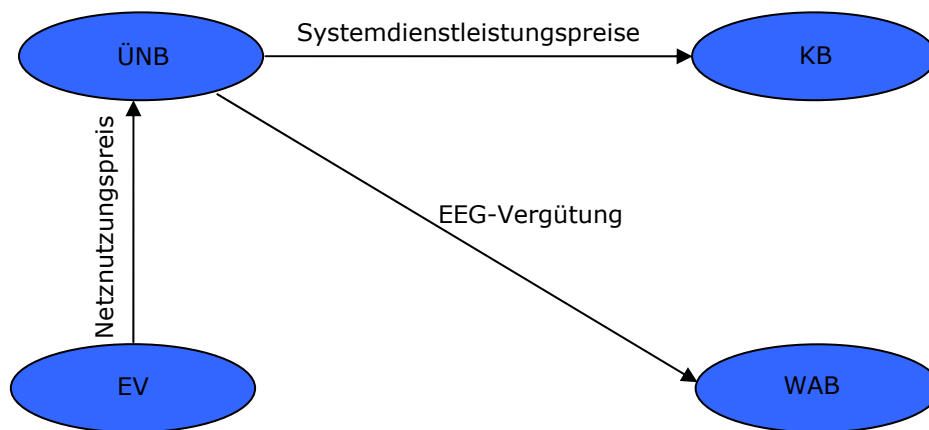 Systemdienstleistungspreise
ÜNB
KB
Netznutzungspreis
EEG-Vergütung
EV
WAB